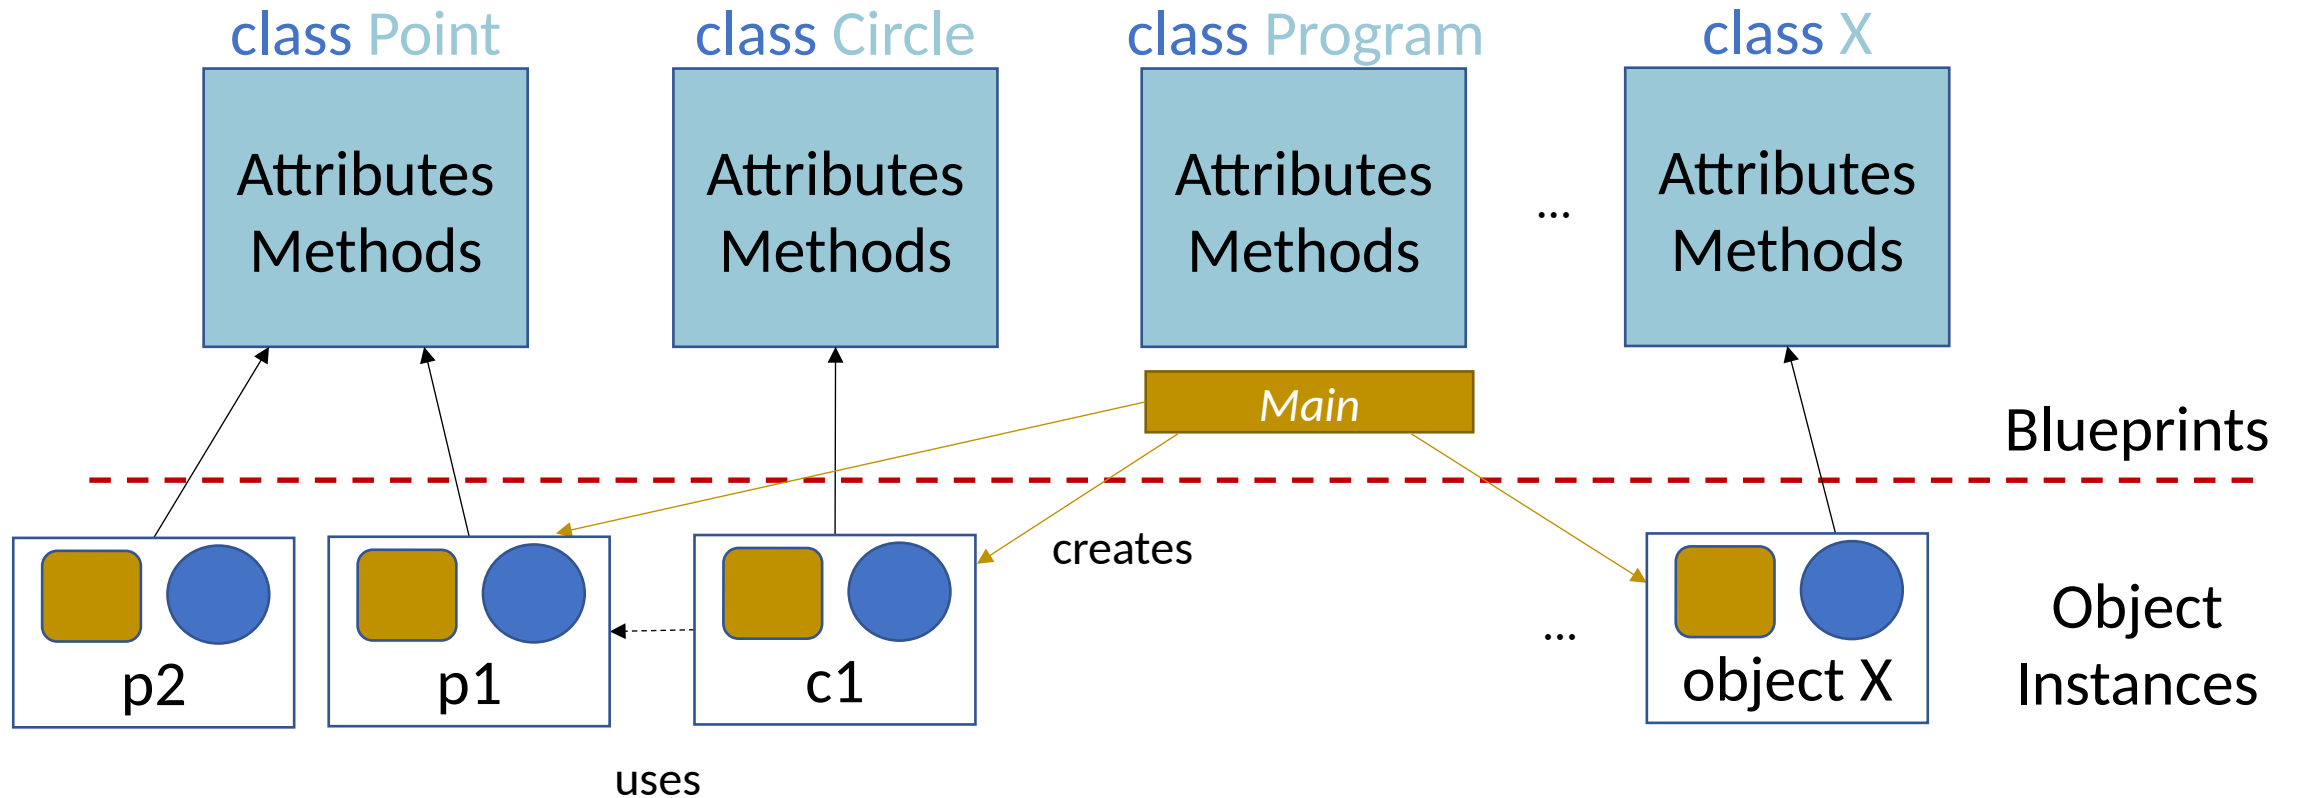 class Point
class Circle
class Program
class X
Attributes
Methods
Attributes
Methods
Attributes
Methods
...
Attributes
Methods
Main
Blueprints
creates
p2
p1
c1
...
object X
Object
Instances
uses